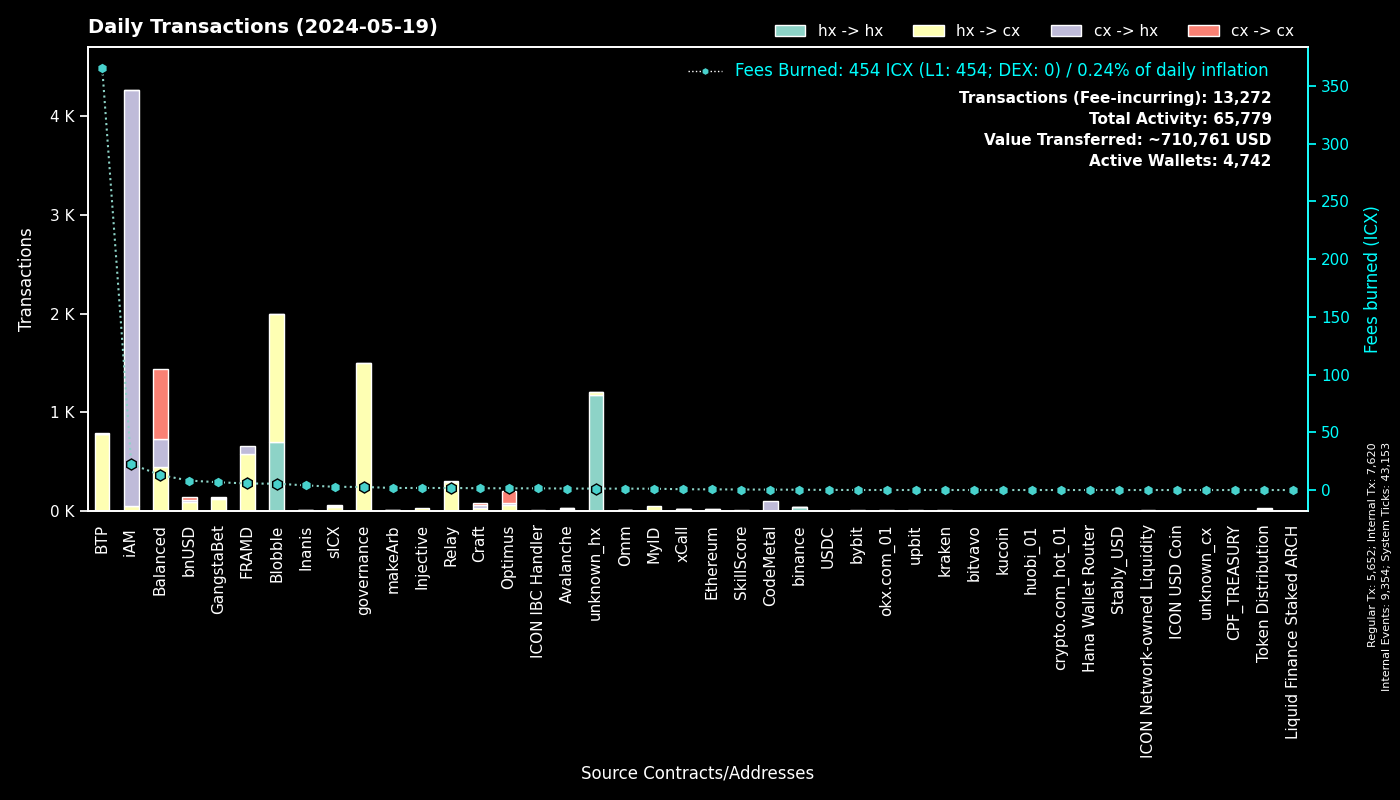 Daily Transactions (2024-05-19)
hx -> hx
hx -> cx
cx -> hx
cx -> cx
Fees Burned: 454 ICX (L1: 454; DEX: 0) / 0.24% of daily inflation
Transactions (Fee-incurring): 13,272
Total Activity: 65,779
Value Transferred: ~710,761 USD
Active Wallets: 4,742
Transactions
4 K
3 K
2 K
1 K
0 K
350
300
250
200
150
100
50
0
Fees burned (ICX)
BTP
iAM
Balanced
bnUSD
GangstaBet
FRAMD
Blobble
Inanis
sICX
governance
makeArb
Injective
Relay
Craft
Optimus
ICON IBC Handler
Avalanche
unknown_hx
Omm
MyID
xCall
Ethereum
SkillScore
CodeMetal
binance
USDC
bybit
okx.com_01
upbit
kraken
bitvavo
kucoin
huobi_01
crypto.com_hot_01
Hana Wallet Router
Stably_USD
ICON Network-owned Liquidity
ICON USD Coin
unknown_cx
CPF_TREASURY
Token Distribution
Liquid Finance Staked ARCH
Source Contracts/Addresses
Regular Tx: 5,652; Internal Tx: 7,620
Internal Events: 9,354; System Ticks: 43,153